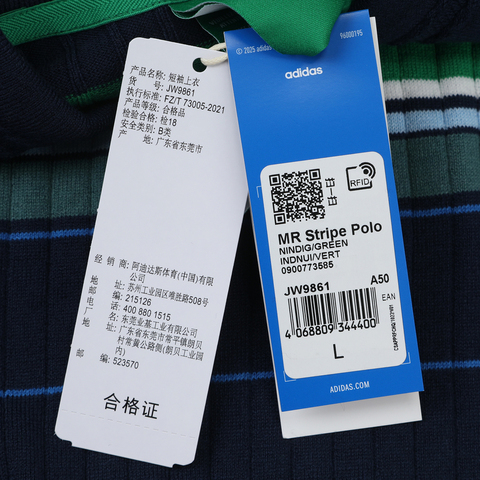 产品名称: 短袖上衣
货 号: JW9861
执行标准: FZ/T 73005-2021
产品等级: 合格品
检验合格: 检18
安全类别: B类
产 地: 广东省东莞市
经 销 商: 阿迪达斯体育(中国)有限
公司
地 址: 苏州工业园区唯胜路508号
邮 编: 215126
电 话: 400 880 1515
厂 名: 东莞业基工业有限公司
地 址: 广东省东莞市常平镇朗贝
村常黄公路侧(朗贝工业园
内)
邮 编: 523570
合格证
© 2025 adidas
96000195
adidas
RFID
MR Stripe Polo
NINDIG/GREEN
INDNUI/VERT
0900773585
JW9861 A50
EAN
4 068809 344400
L
ADIDAS.COM